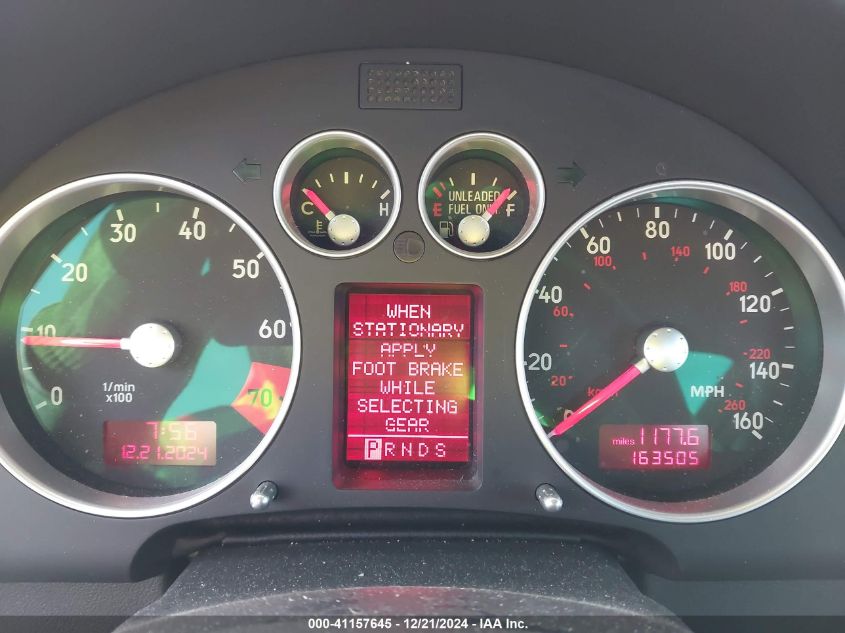 C
H
UNLEADED
FUEL ONLY
E
F
0
10
20
30
40
50
60
70
1/min
x100
7:56
12.21.2024
WHEN
STATIONARY
APPLY
FOOT BRAKE
WHILE
SELECTING
GEAR
PRNDS
0
20
40
60
80
100
120
140
160
20
60
100
140
180
220
260
MPH
miles 1177.6
163505
000-41157645 - 12/21/2024 - IAA Inc.